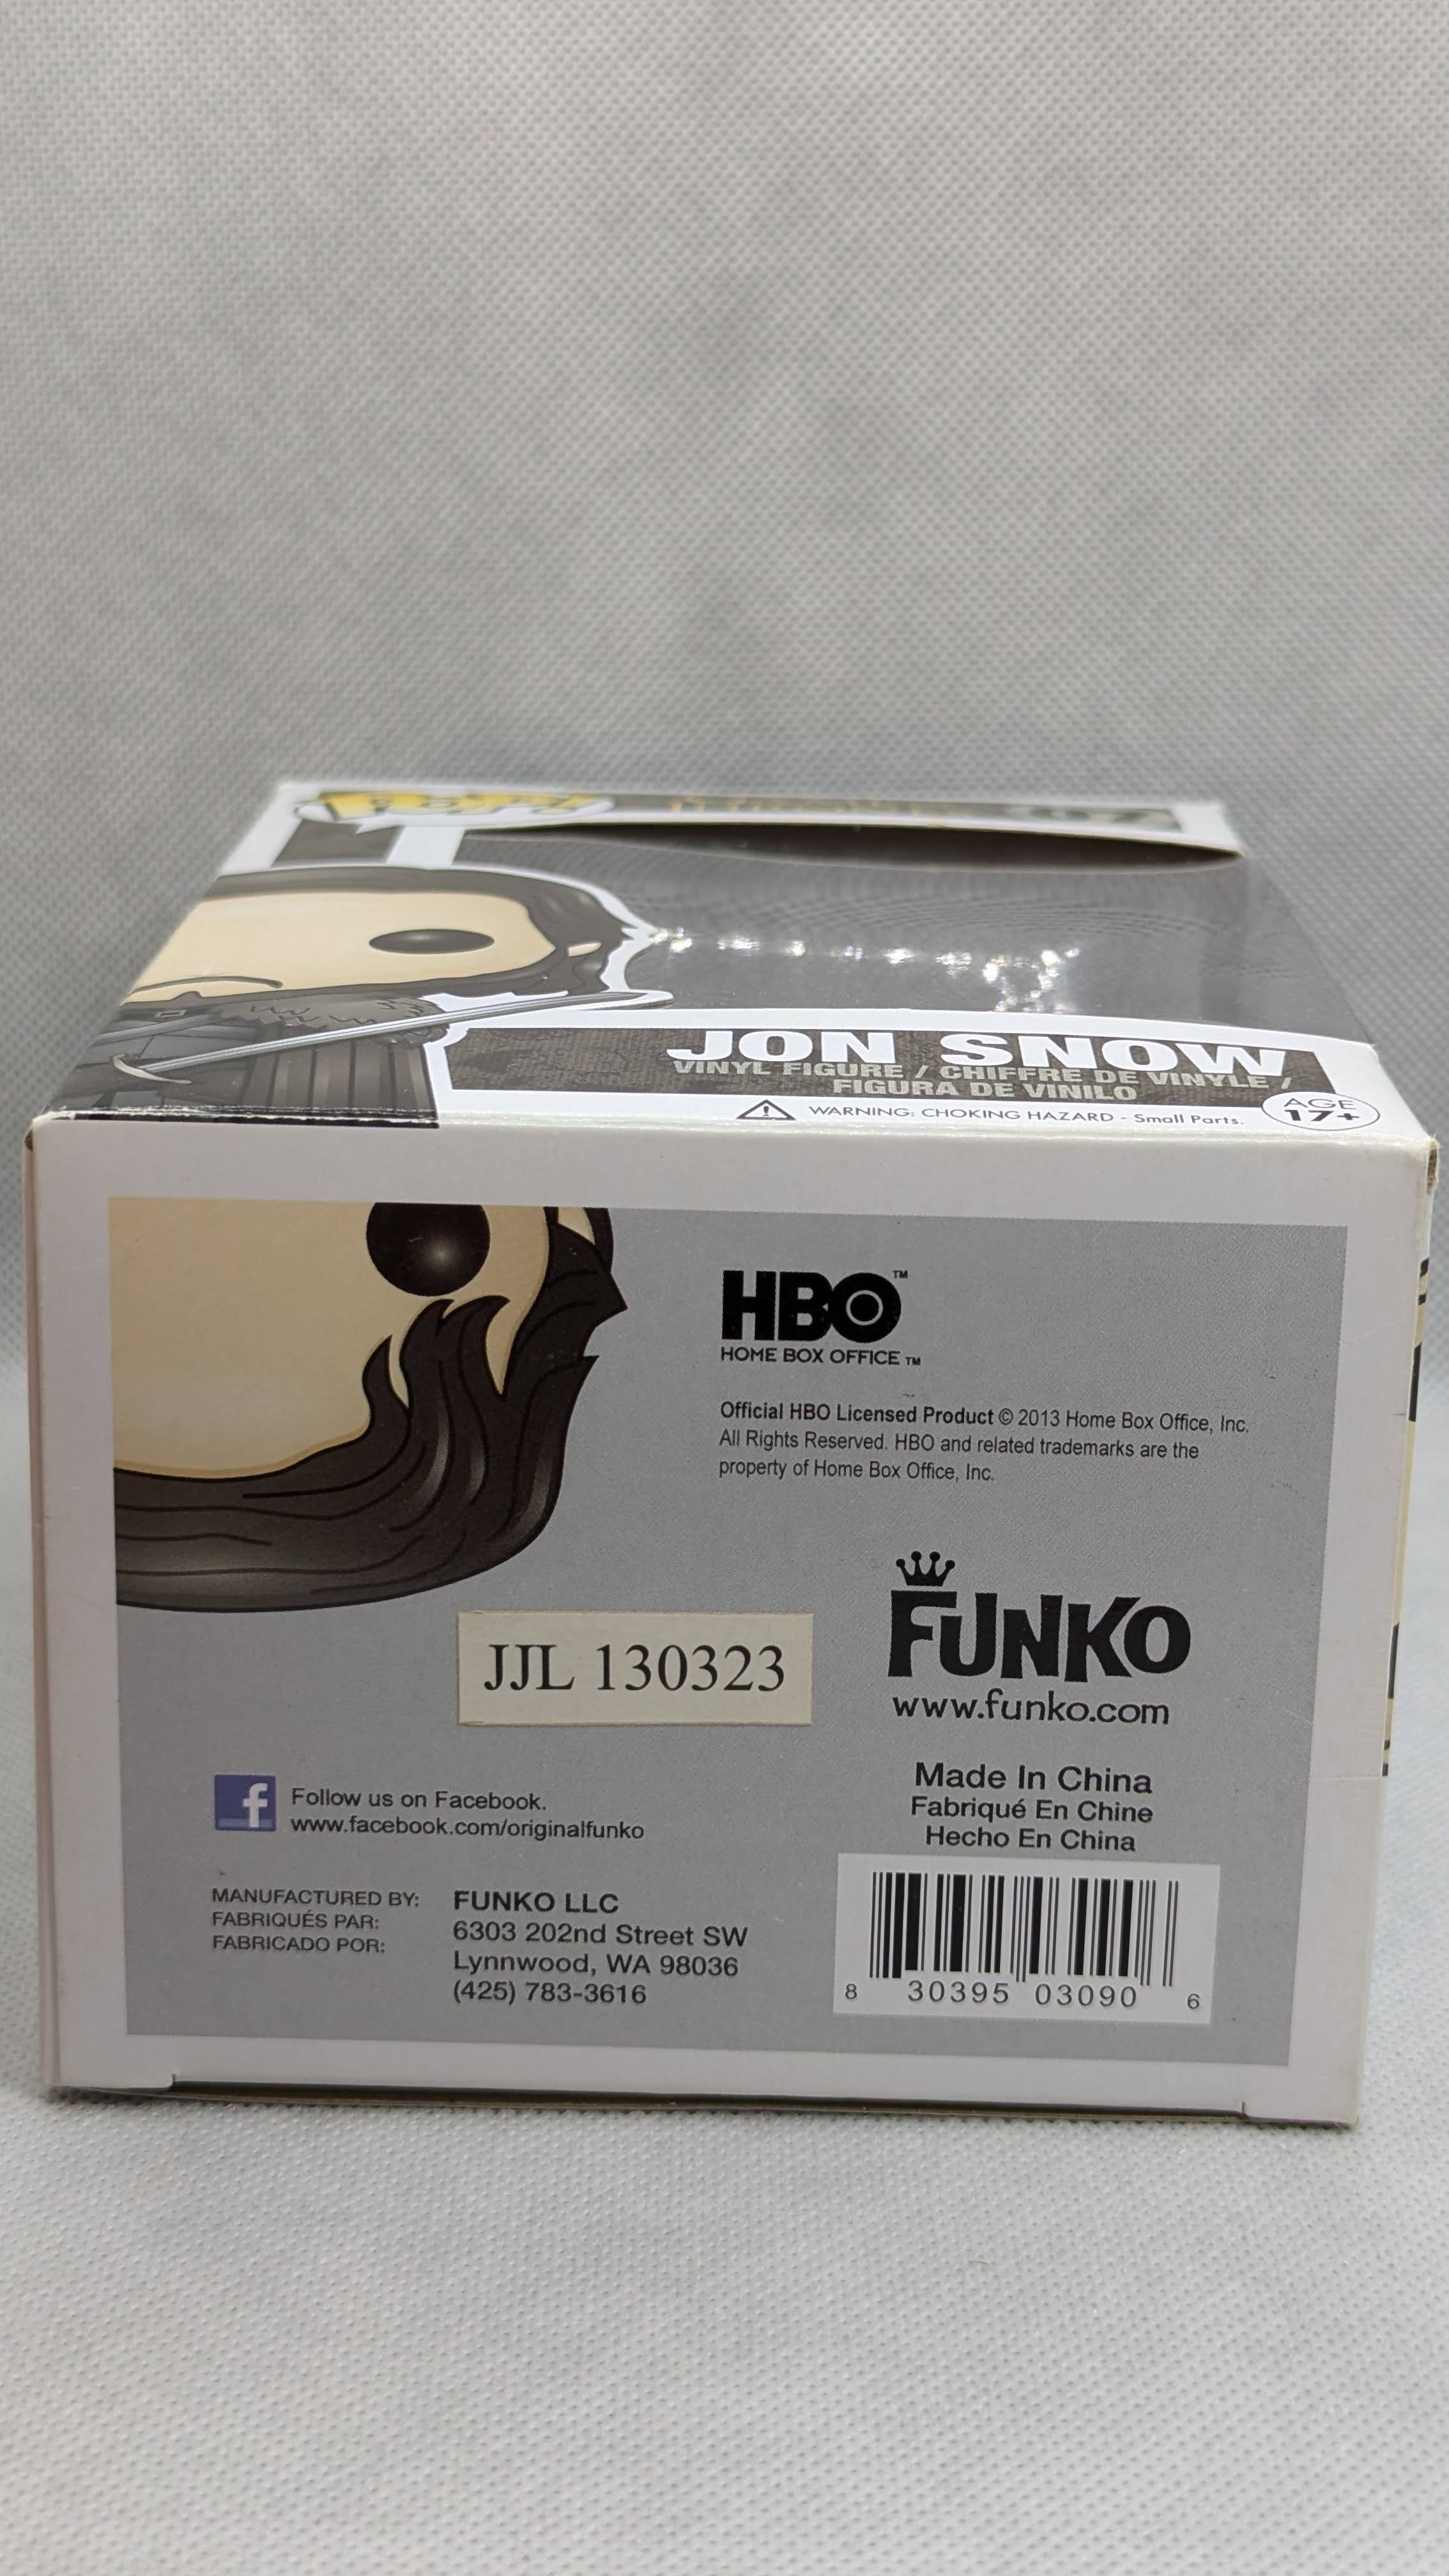 POP!
07
JON SNOW
VINYL FIGURE / CHIFFRE DE VINYLE /
FIGURA DE VINILO
WARNING: CHOKING HAZARD - Small Parts.
AGE
17+
HBO™
HOME BOX OFFICE™
Official HBO Licensed Product © 2013 Home Box Office, Inc.
All Rights Reserved. HBO and related trademarks are the
property of Home Box Office, Inc.
FUNKO
www.funko.com
JJL 130323
Made In China
Fabriqué En Chine
Hecho En China
f
Follow us on Facebook.
www.facebook.com/originalfunko
MANUFACTURED BY:
FABRIQUÉS PAR:
FABRICADO POR:
FUNKO LLC
6303 202nd Street SW
Lynnwood, WA 98036
(425) 783-3616
8 30395 03090 6